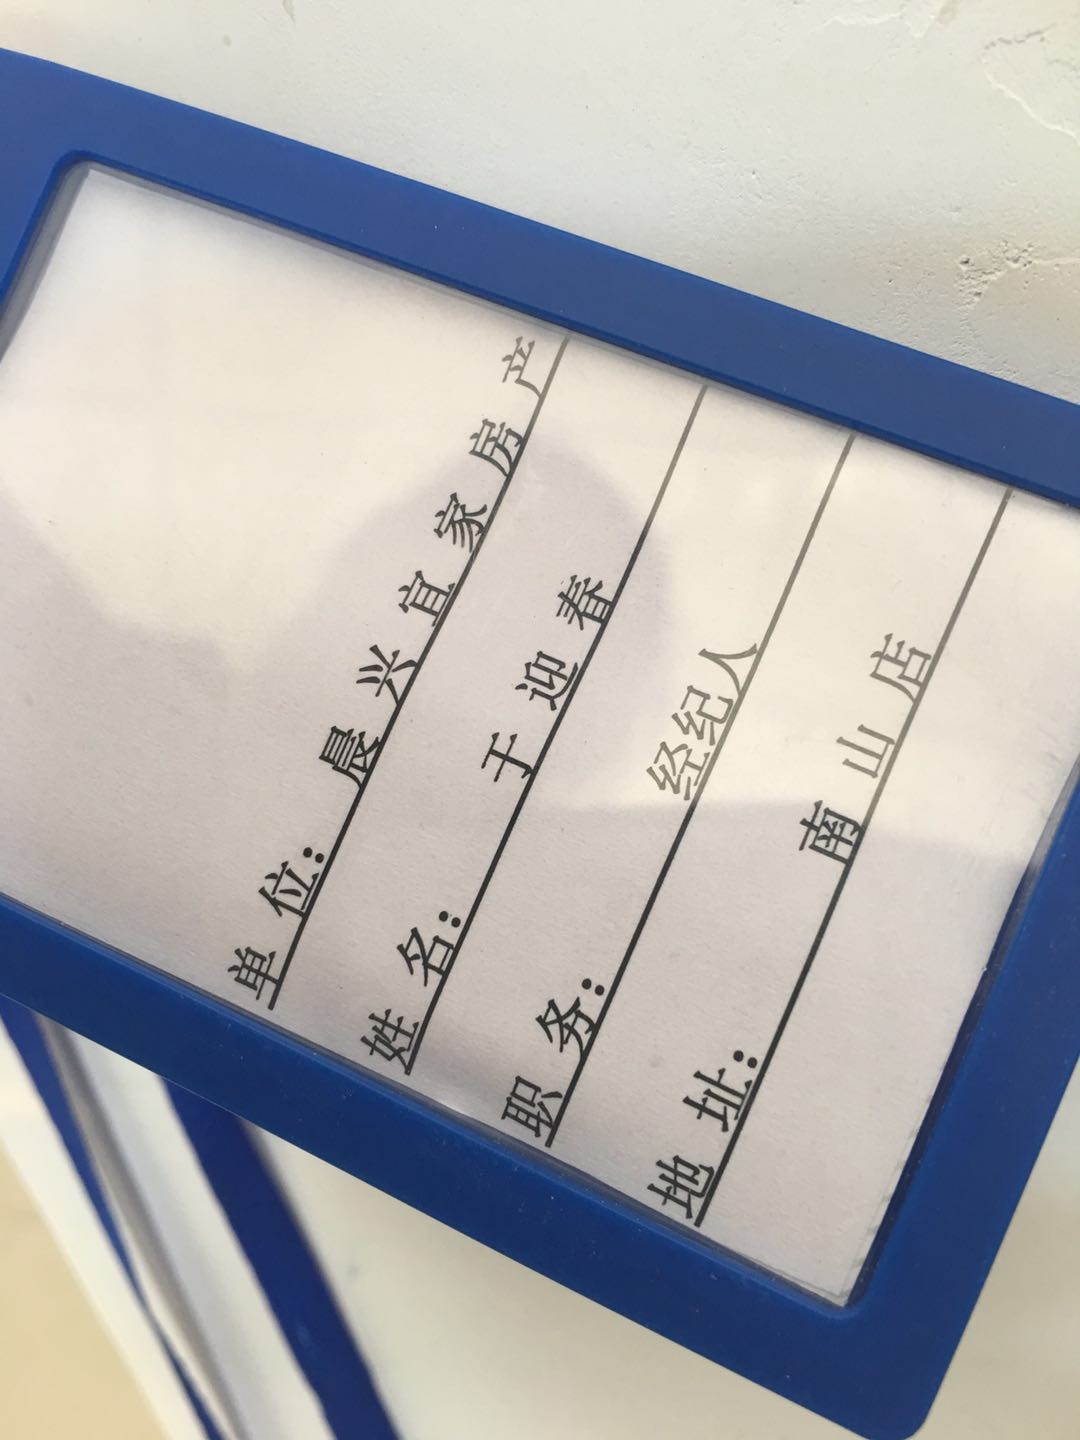 单位：晨兴宜家房产
姓名：于迎春
职务：经纪人
地址：南山店